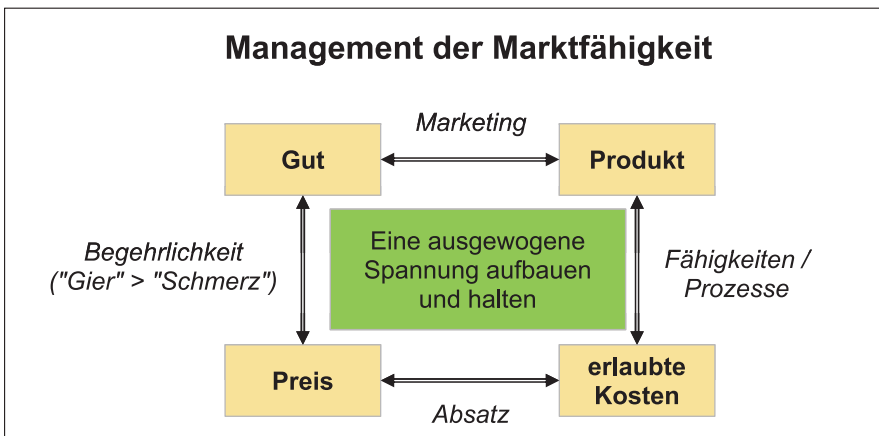 Management der Marktfähigkeit
Marketing
Gut
Produkt
Begehrlichkeit
("Gier" > "Schmerz")
Eine ausgewogene
Spannung aufbauen
und halten
Fähigkeiten /
Prozesse
Preis
erlaubte
Kosten
Absatz